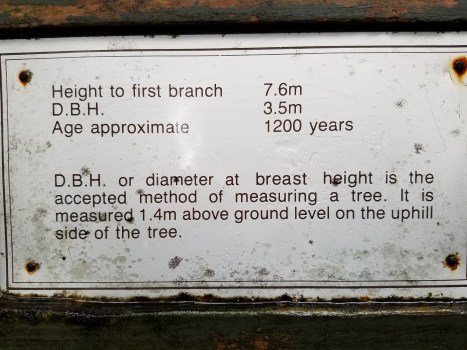 Height to first branch 7.6m
D.B.H. 3.5m
Age approximate 1200 years
D.B.H. or diameter at breast height is the
accepted method of measuring a tree. It is
measured 1.4m above ground level on the uphill
side of the tree.